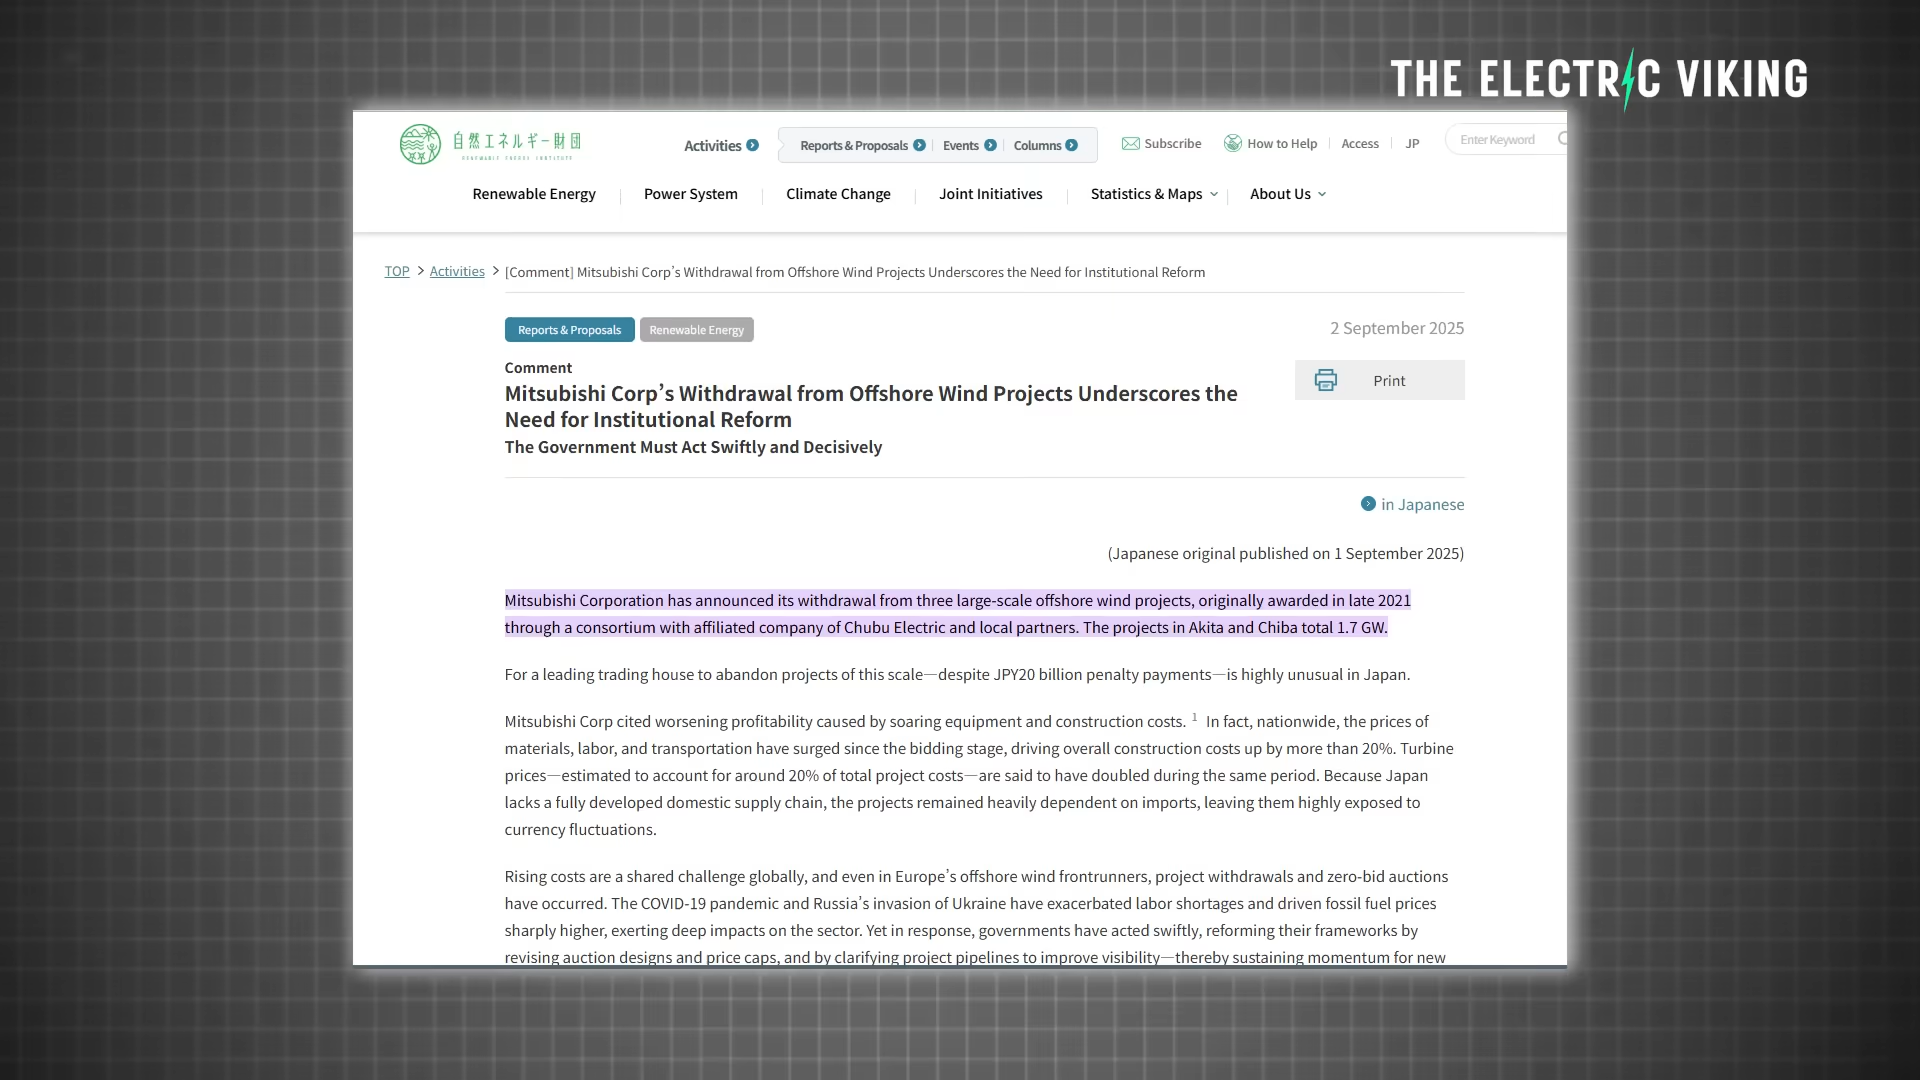 THE ELECTRIC VIKING
自然エネルギー財団
RENEWABLE ENERGY INSTITUTE
Activities
Reports & Proposals
Events
Columns
Subscribe
How to Help
Access
JP
Enter Keyword
Renewable Energy
Power System
Climate Change
Joint Initiatives
Statistics & Maps
About Us
TOP > Activities > [Comment] Mitsubishi Corp’s Withdrawal from Offshore Wind Projects Underscores the Need for Institutional Reform
Reports & Proposals
Renewable Energy
2 September 2025
Comment
Mitsubishi Corp’s Withdrawal from Offshore Wind Projects Underscores the
Need for Institutional Reform
The Government Must Act Swiftly and Decisively
Print
in Japanese
(Japanese original published on 1 September 2025)
Mitsubishi Corporation has announced its withdrawal from three large-scale offshore wind projects, originally awarded in late 2021
through a consortium with affiliated company of Chubu Electric and local partners. The projects in Akita and Chiba total 1.7 GW.
For a leading trading house to abandon projects of this scale—despite JPY20 billion penalty payments—is highly unusual in Japan.
Mitsubishi Corp cited worsening profitability caused by soaring equipment and construction costs. 1 In fact, nationwide, the prices of
materials, labor, and transportation have surged since the bidding stage, driving overall construction costs up by more than 20%. Turbine
prices—estimated to account for around 20% of total project costs—are said to have doubled during the same period. Because Japan
lacks a fully developed domestic supply chain, the projects remained heavily dependent on imports, leaving them highly exposed to
currency fluctuations.
Rising costs are a shared challenge globally, and even in Europe’s offshore wind frontrunners, project withdrawals and zero-bid auctions
have occurred. The COVID-19 pandemic and Russia’s invasion of Ukraine have exacerbated labor shortages and driven fossil fuel prices
sharply higher, exerting deep impacts on the sector. Yet in response, governments have acted swiftly, reforming their frameworks by
revising auction designs and price caps, and by clarifying project pipelines to improve visibility—thereby sustaining momentum for new